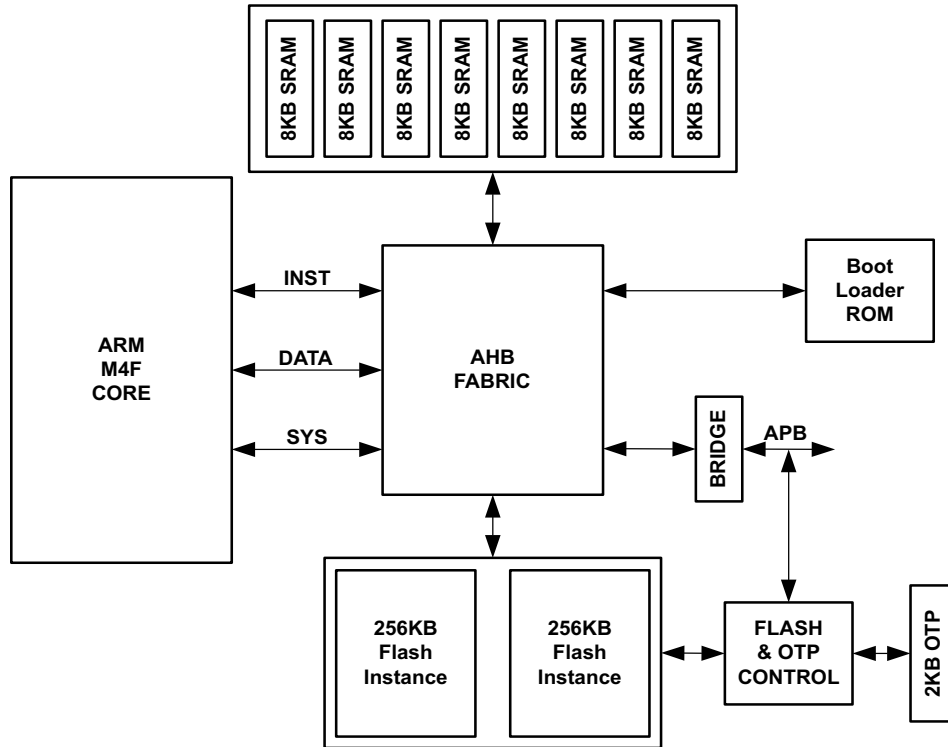 8KB SRAM
8KB SRAM
8KB SRAM
8KB SRAM
8KB SRAM
8KB SRAM
8KB SRAM
8KB SRAM
ARM
M4F
CORE
INST
DATA
SYS
AHB
FABRIC
Boot
Loader
ROM
BRIDGE
APB
256KB
Flash
Instance
256KB
Flash
Instance
FLASH
& OTP
CONTROL
2KB OTP